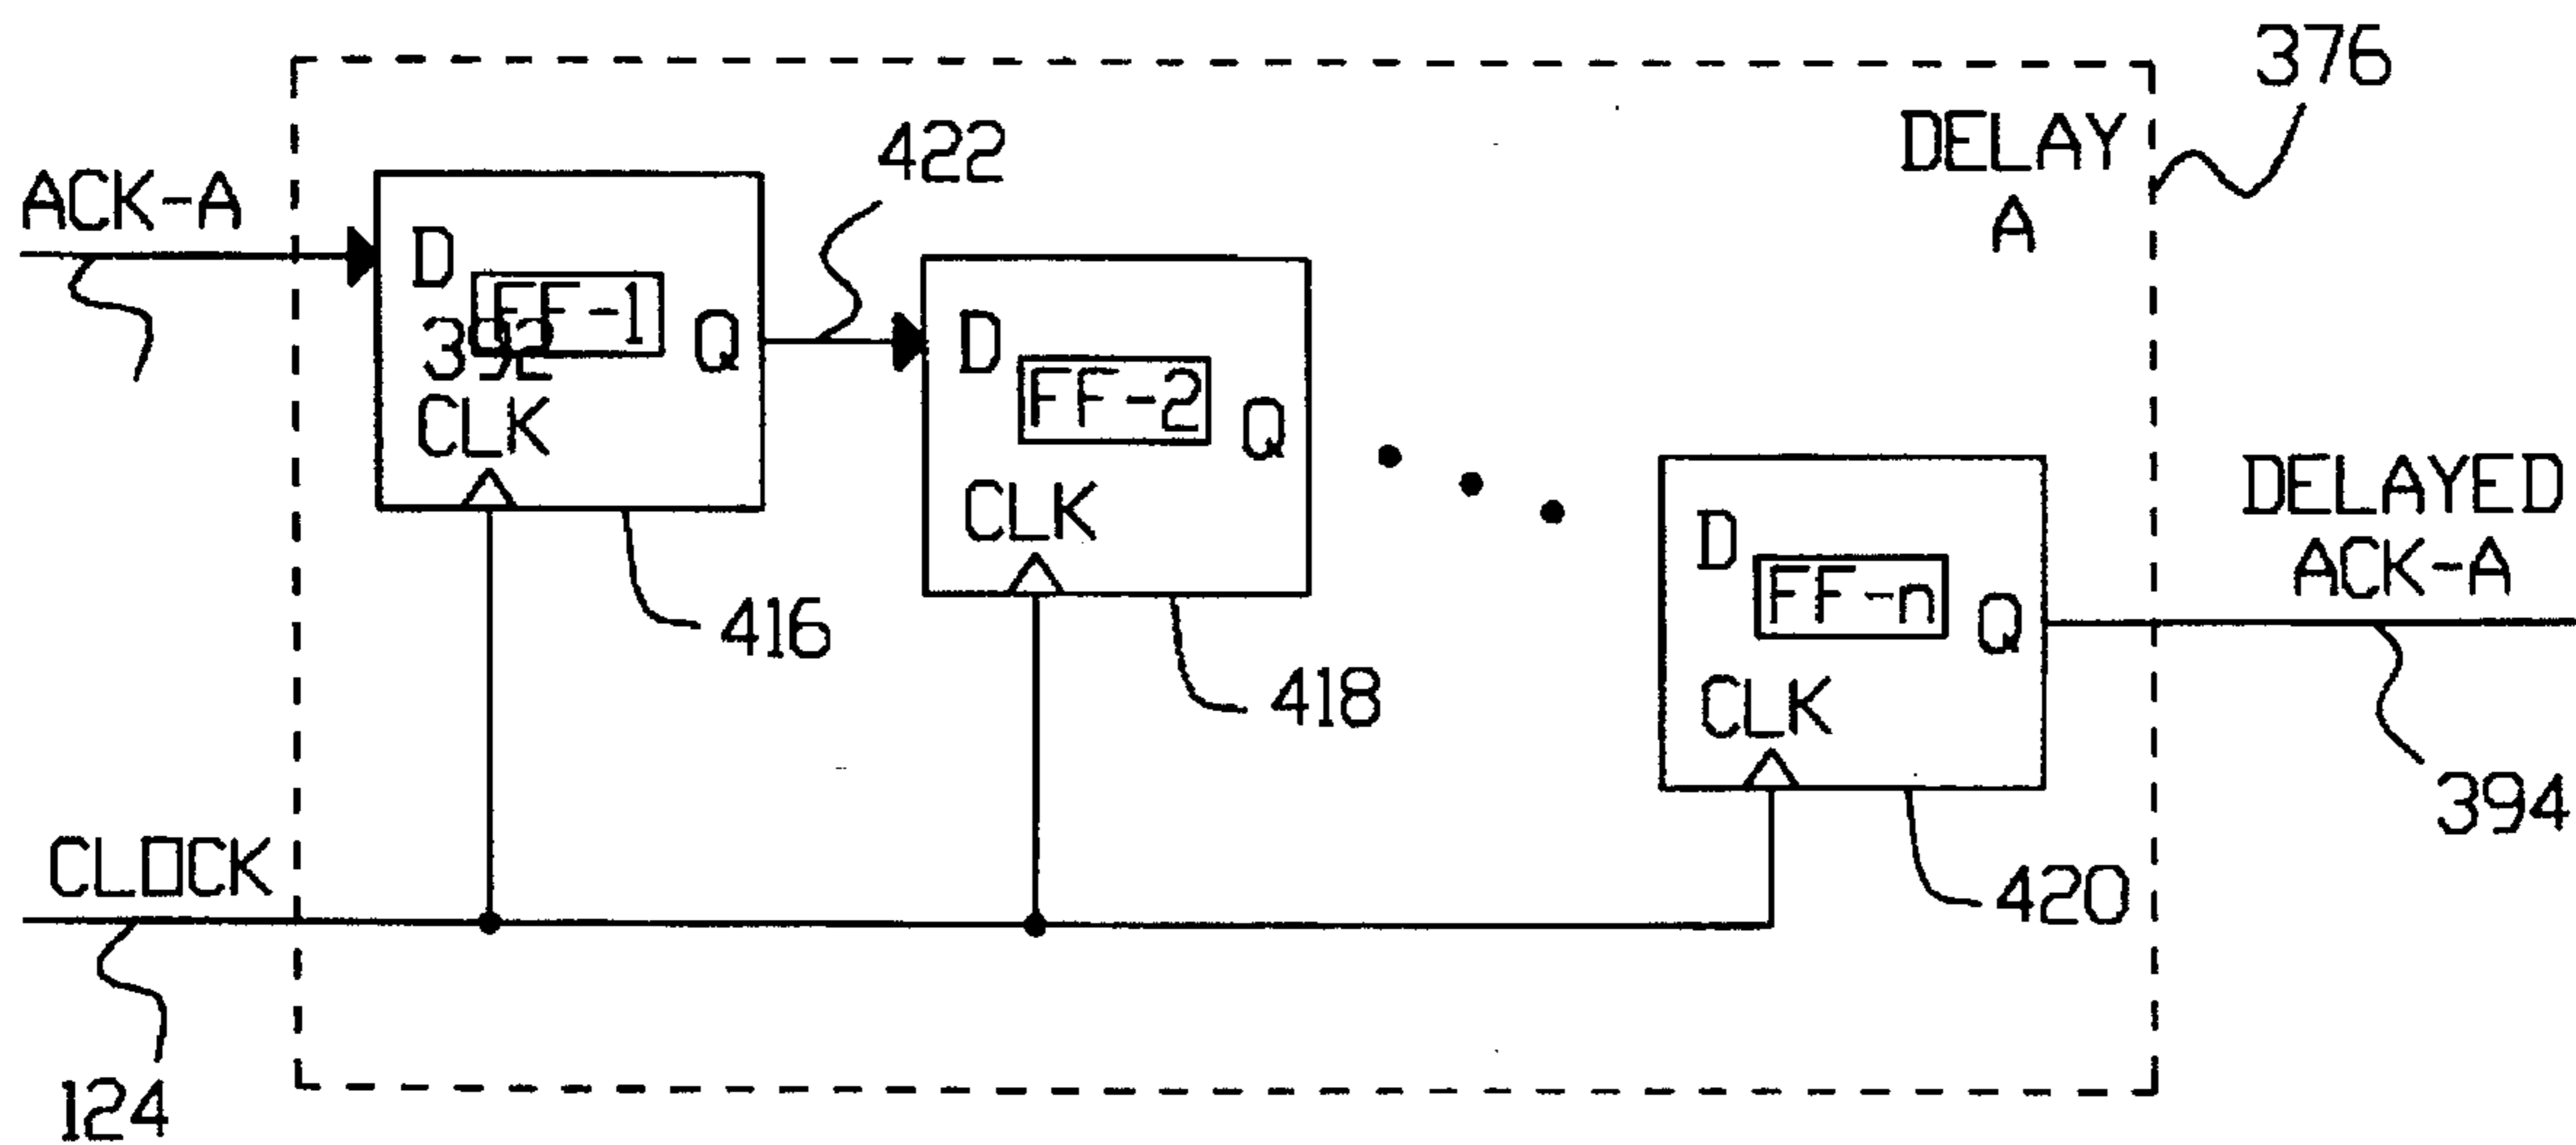 376
DELAY
A
422
ACK-A
D
FF-1
392
Q
CLK
D
FF-2
Q
CLK
D
FF-n
Q
CLK
DELAYED
ACK-A
416
418
394
CLOCK
420
124